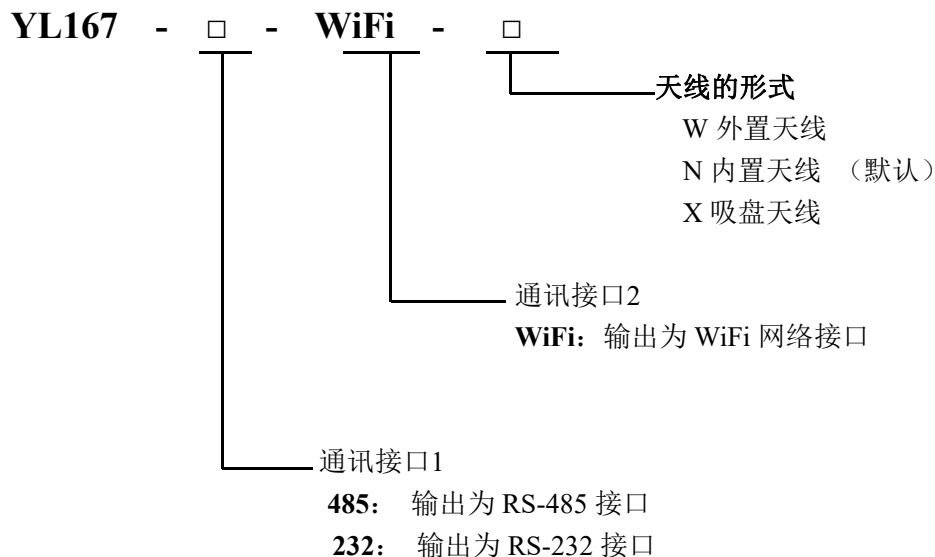 YL167 - □ - WiFi - □
天线的形式
W 外置天线
N 内置天线 （默认）
X 吸盘天线
通讯接口2
WiFi：输出为 WiFi 网络接口
通讯接口1
485： 输出为 RS-485 接口
232： 输出为 RS-232 接口